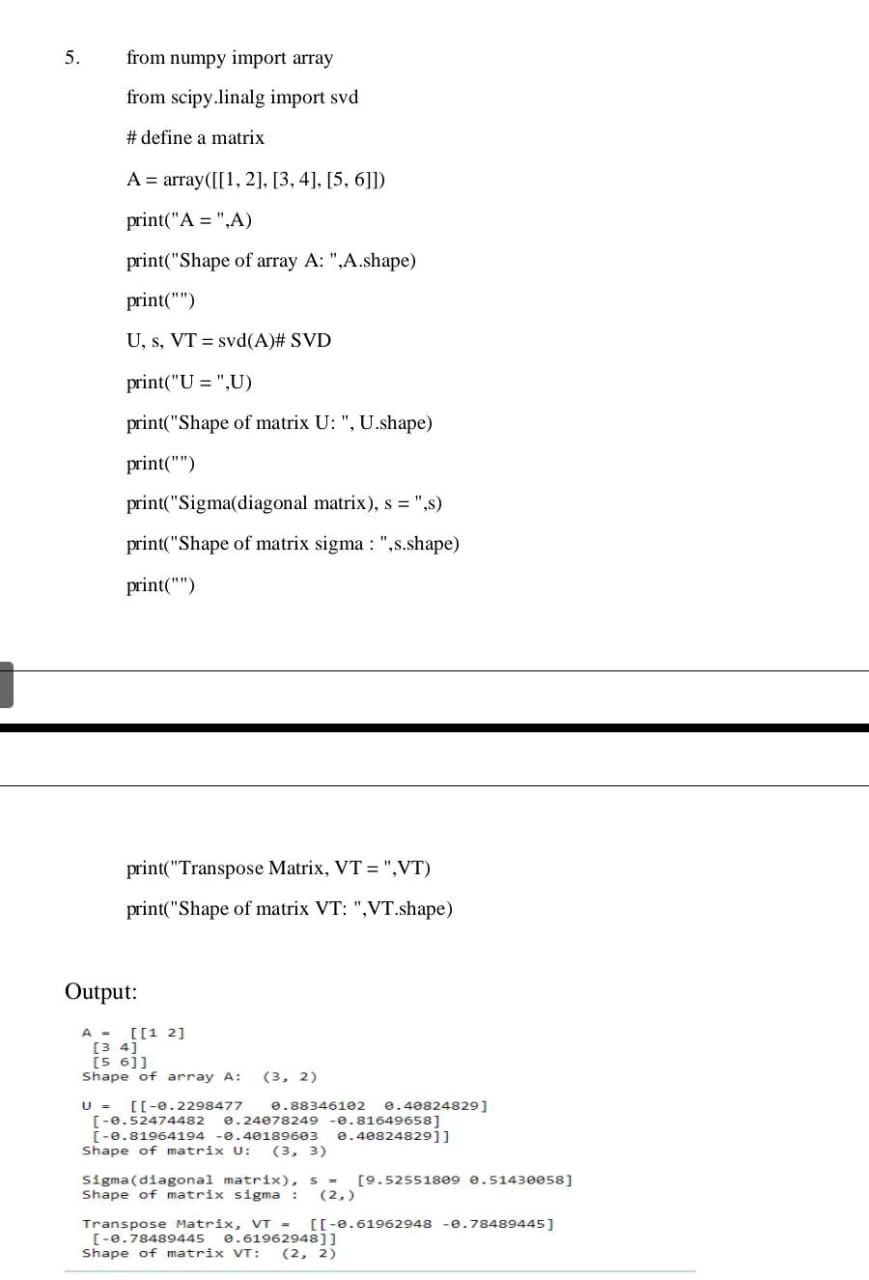 5. from numpy import array
from scipy.linalg import svd
# define a matrix
A = array([[1, 2], [3, 4], [5, 6]])
print("A = ",A)
print("Shape of array A: ",A.shape)
print("")
U, s, VT = svd(A)# SVD
print("U = ",U)
print("Shape of matrix U: ", U.shape)
print("")
print("Sigma(diagonal matrix), s = ",s)
print("Shape of matrix sigma : ",s.shape)
print("")
print("Transpose Matrix, VT = ",VT)
print("Shape of matrix VT: ",VT.shape)
Output:
A =  [[1 2]
 [3 4]
 [5 6]]
Shape of array A:  (3, 2)
U =  [[-0.2298477   0.88346102  0.40824829]
 [-0.52474482  0.24078249 -0.81649658]
 [-0.81964194 -0.40189603  0.40824829]]
Shape of matrix U:  (3, 3)
Sigma(diagonal matrix), s =  [9.52551809 0.51430058]
Shape of matrix sigma :  (2,)
Transpose Matrix, VT =  [[-0.61962948 -0.78489445]
 [-0.78489445  0.61962948]]
Shape of matrix VT:  (2, 2)